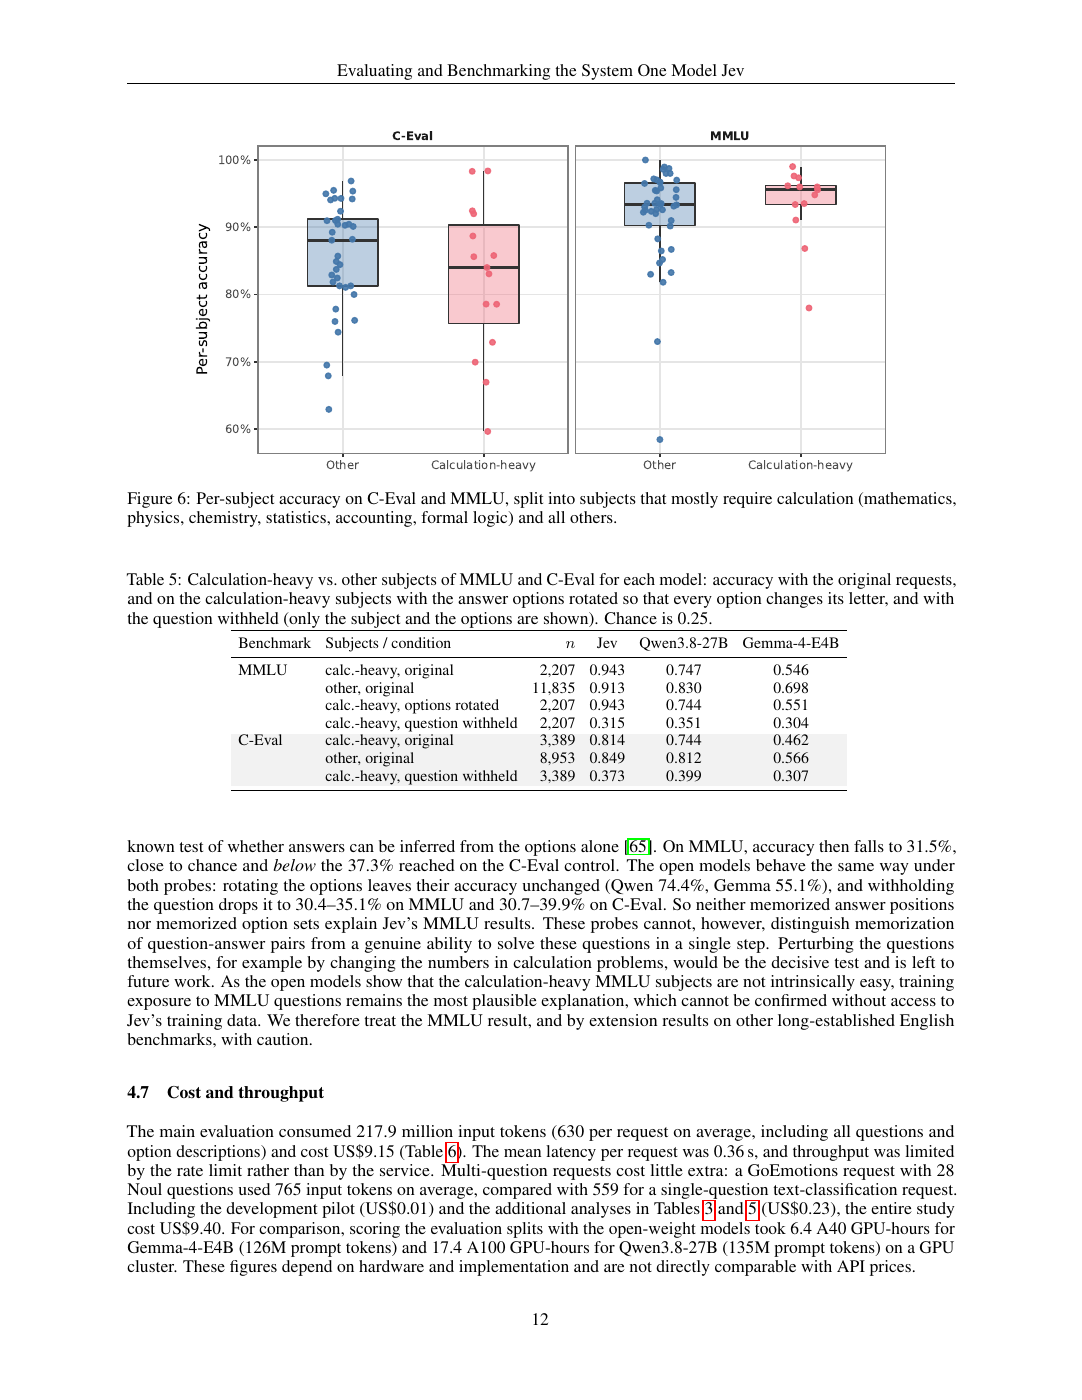 Evaluating and Benchmarking the System One Model Jev
C-Eval
MMLU
100%
90%
80%
70%
60%
Per-subject accuracy
Other
Calculation-heavy
Other
Calculation-heavy
Figure 6: Per-subject accuracy on C-Eval and MMLU, split into subjects that mostly require calculation (mathematics,
physics, chemistry, statistics, accounting, formal logic) and all others.
Table 5: Calculation-heavy vs. other subjects of MMLU and C-Eval for each model: accuracy with the original requests,
and on the calculation-heavy subjects with the answer options rotated so that every option changes its letter, and with
the question withheld (only the subject and the options are shown). Chance is 0.25.
Benchmark Subjects / condition n Jev Qwen3.8-27B Gemma-4-E4B
MMLU calc.-heavy, original 2,207 0.943 0.747 0.546
other, original 11,835 0.913 0.830 0.698
calc.-heavy, options rotated 2,207 0.943 0.744 0.551
calc.-heavy, question withheld 2,207 0.315 0.351 0.304
C-Eval calc.-heavy, original 3,389 0.814 0.744 0.462
other, original 8,953 0.849 0.812 0.566
calc.-heavy, question withheld 3,389 0.373 0.399 0.307
known test of whether answers can be inferred from the options alone [65]. On MMLU, accuracy then falls to 31.5%,
close to chance and below the 37.3% reached on the C-Eval control. The open models behave the same way under
both probes: rotating the options leaves their accuracy unchanged (Qwen 74.4%, Gemma 55.1%), and withholding
the question drops it to 30.4–35.1% on MMLU and 30.7–39.9% on C-Eval. So neither memorized answer positions
nor memorized option sets explain Jev's MMLU results. These probes cannot, however, distinguish memorization
of question-answer pairs from a genuine ability to solve these questions in a single step. Perturbing the questions
themselves, for example by changing the numbers in calculation problems, would be the decisive test and is left to
future work. As the open models show that the calculation-heavy MMLU subjects are not intrinsically easy, training
exposure to MMLU questions remains the most plausible explanation, which cannot be confirmed without access to
Jev's training data. We therefore treat the MMLU result, and by extension results on other long-established English
benchmarks, with caution.
4.7 Cost and throughput
The main evaluation consumed 217.9 million input tokens (630 per request on average, including all questions and
option descriptions) and cost US$9.15 (Table 6). The mean latency per request was 0.36 s, and throughput was limited
by the rate limit rather than by the service. Multi-question requests cost little extra: a GoEmotions request with 28
Noul questions used 765 input tokens on average, compared with 559 for a single-question text-classification request.
Including the development pilot (US$0.01) and the additional analyses in Tables 3 and 5 (US$0.23), the entire study
cost US$9.40. For comparison, scoring the evaluation splits with the open-weight models took 6.4 A40 GPU-hours for
Gemma-4-E4B (126M prompt tokens) and 17.4 A100 GPU-hours for Qwen3.8-27B (135M prompt tokens) on a GPU
cluster. These figures depend on hardware and implementation and are not directly comparable with API prices.
12